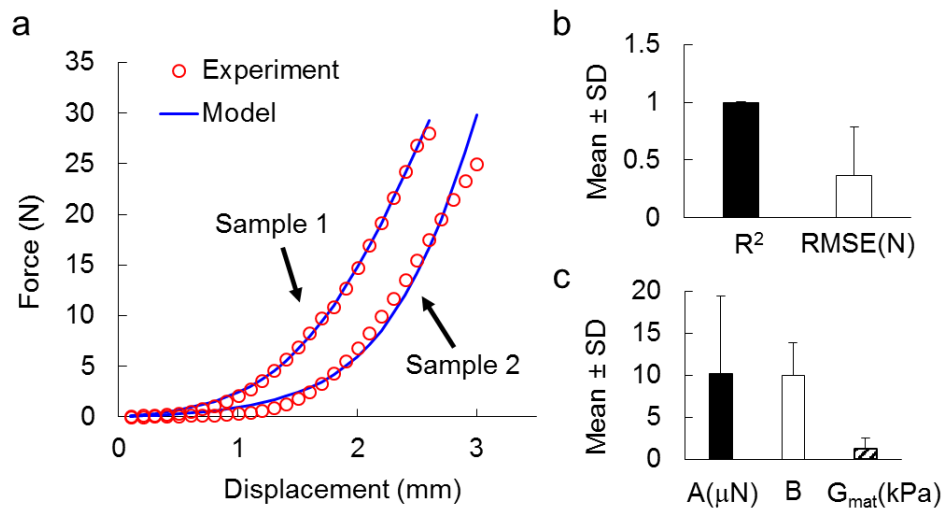 a
35
30
25
20
15
10
5
0
Force (N)
Experiment
Model
Sample 1
Sample 2
0 1 2 3
Displacement (mm)
b
1.5
1
0.5
0
Mean ± SD
R² RMSE(N)
c
20
15
10
5
0
Mean ± SD
A(μN) B Gmat(kPa)